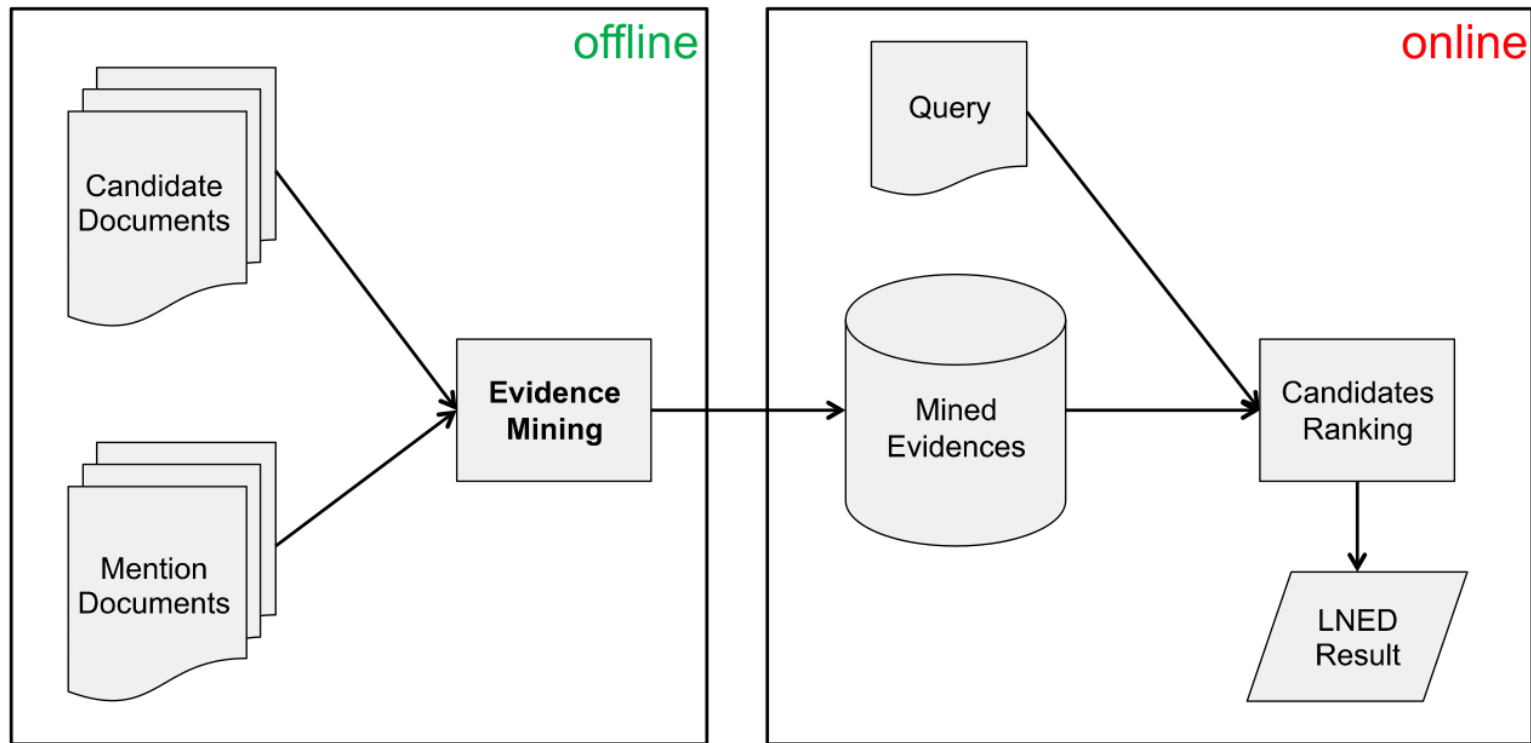 offline
Candidate
Documents
Evidence
Mining
Mention
Documents
online
Query
Mined
Evidences
Candidates
Ranking
LNED
Result